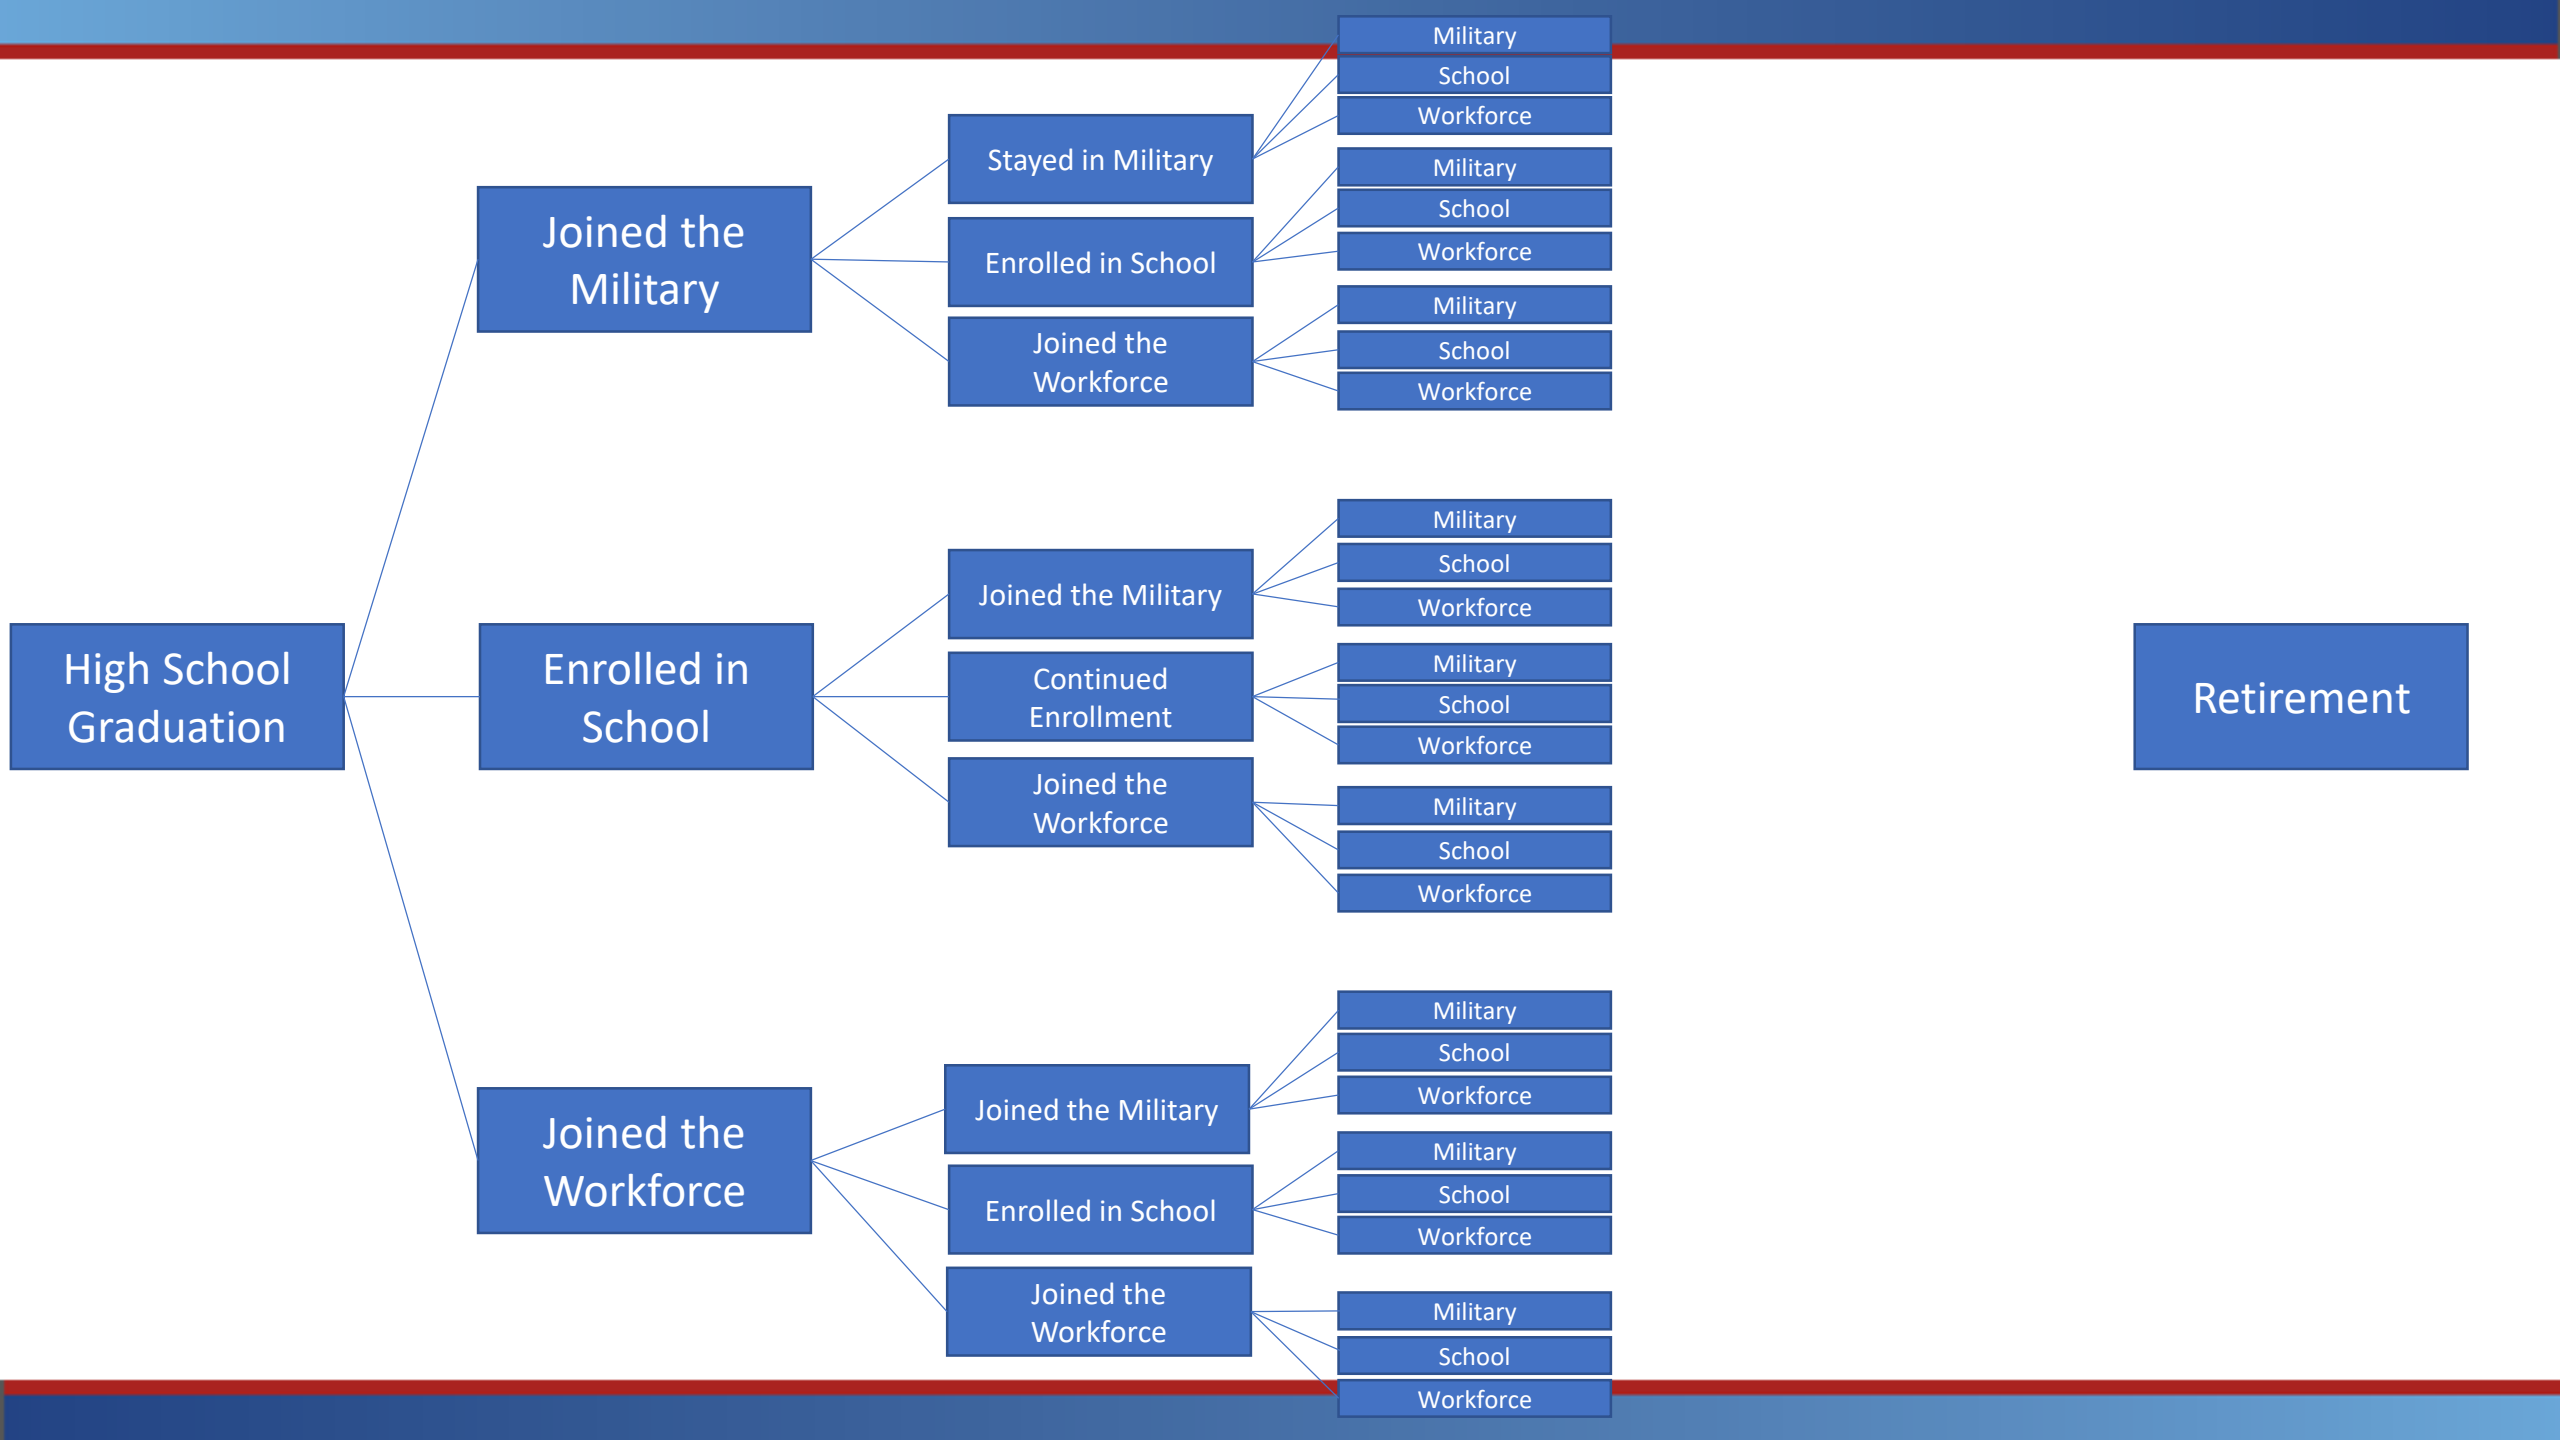 High School
Graduation
Joined the
Military
Enrolled in
School
Joined the
Workforce
Stayed in Military
Enrolled in School
Joined the
Workforce
Joined the Military
Continued
Enrollment
Joined the
Workforce
Joined the Military
Enrolled in School
Joined the
Workforce
Military
School
Workforce
Military
School
Workforce
Military
School
Workforce
Military
School
Workforce
Military
School
Workforce
Military
School
Workforce
Military
School
Workforce
Military
School
Workforce
Military
School
Workforce
Retirement